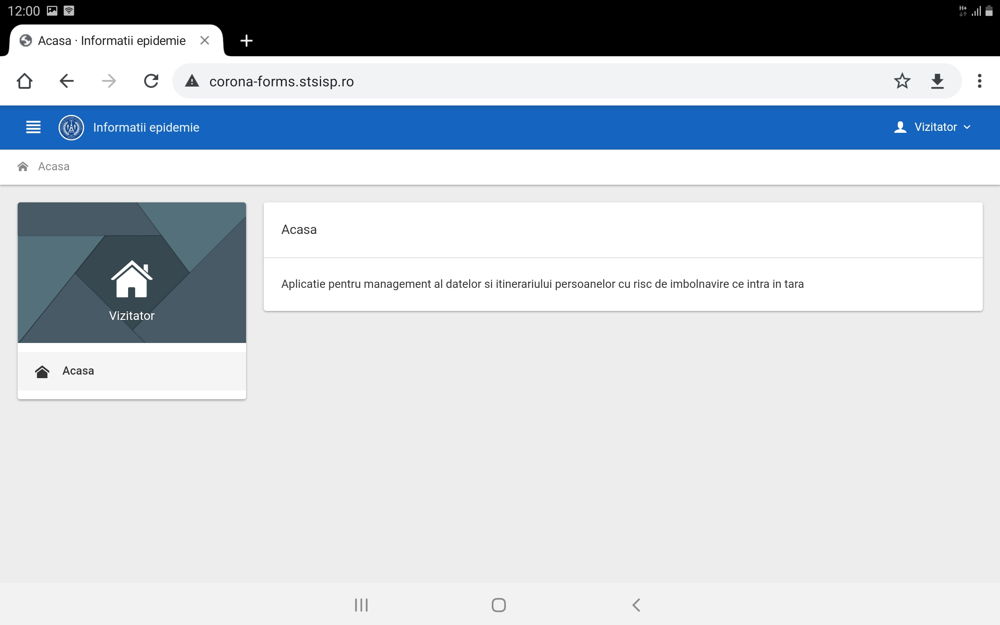 12:00
H+
Acasa · Informatii epidemie
corona-forms.stsisp.ro
Informatii epidemie
Vizitator
Acasa
Vizitator
Acasa
Acasa
Aplicatie pentru management al datelor si itinerariului persoanelor cu risc de imbolnavire ce intra in tara